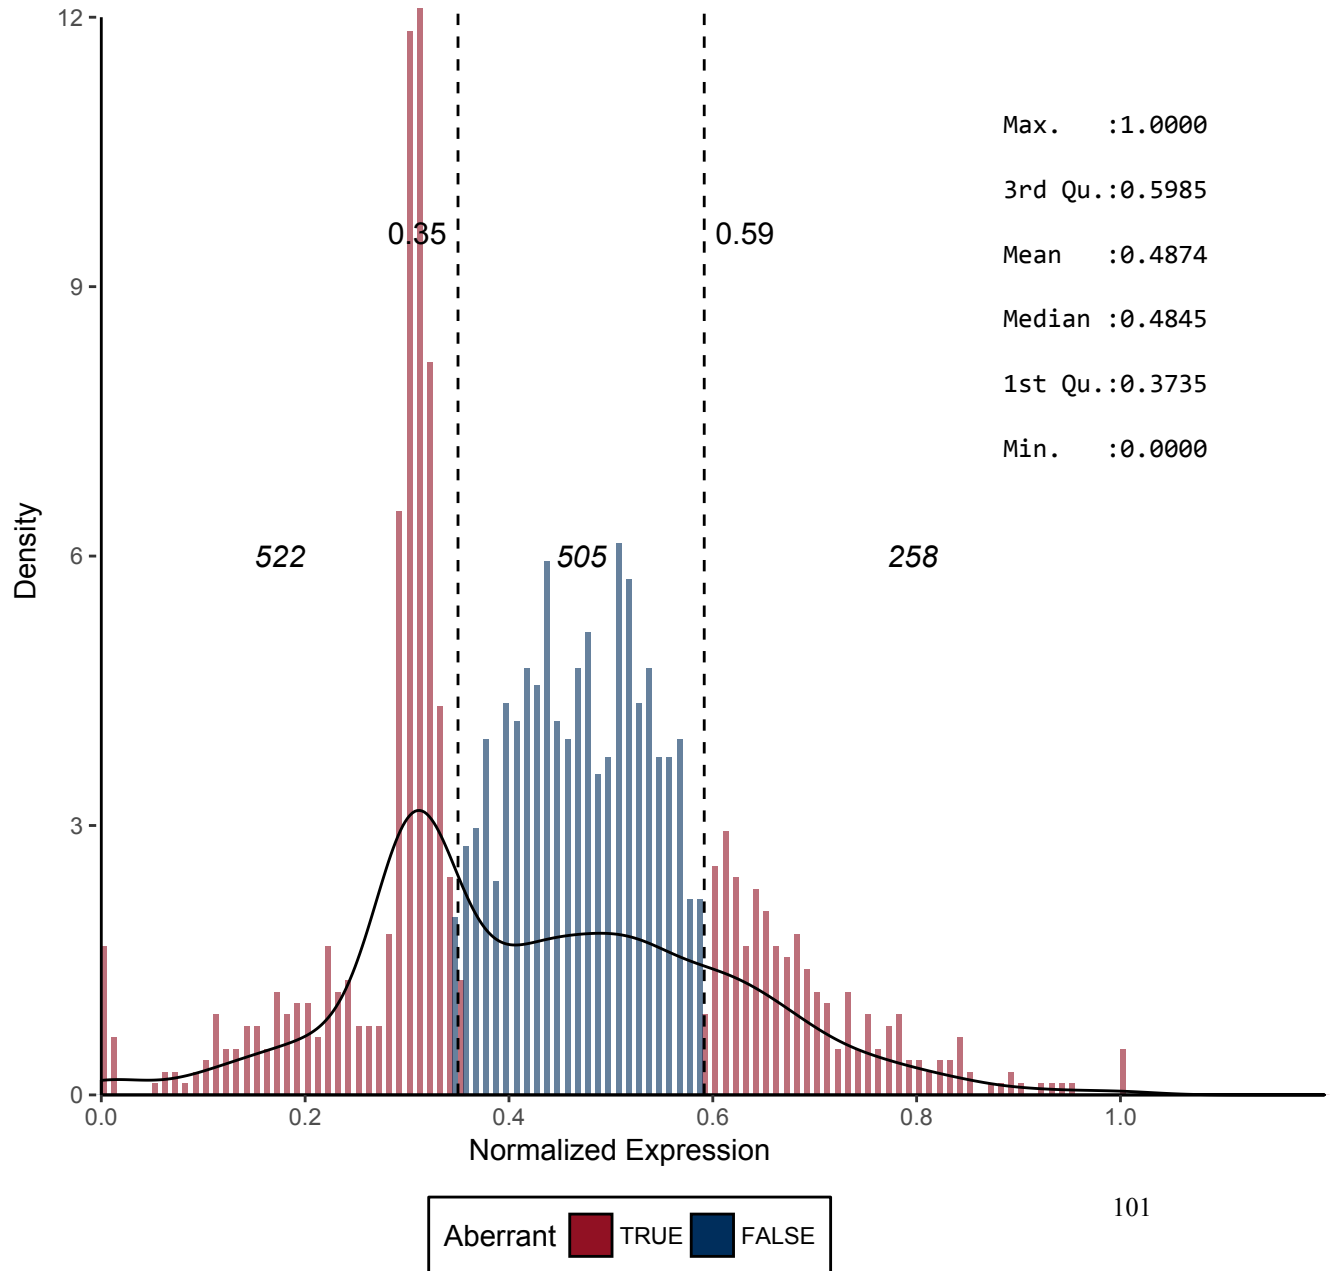 12
Max. :1.0000
3rd Qu.:0.5985
0.35
0.59
Mean :0.4874
9
Median :0.4845
1st Qu.:0.3735
Min. :0.0000
Density
6
522
505
258
3
0
0.0
0.2
0.4
0.6
0.8
1.0
Normalized Expression
101
Aberrant TRUE FALSE